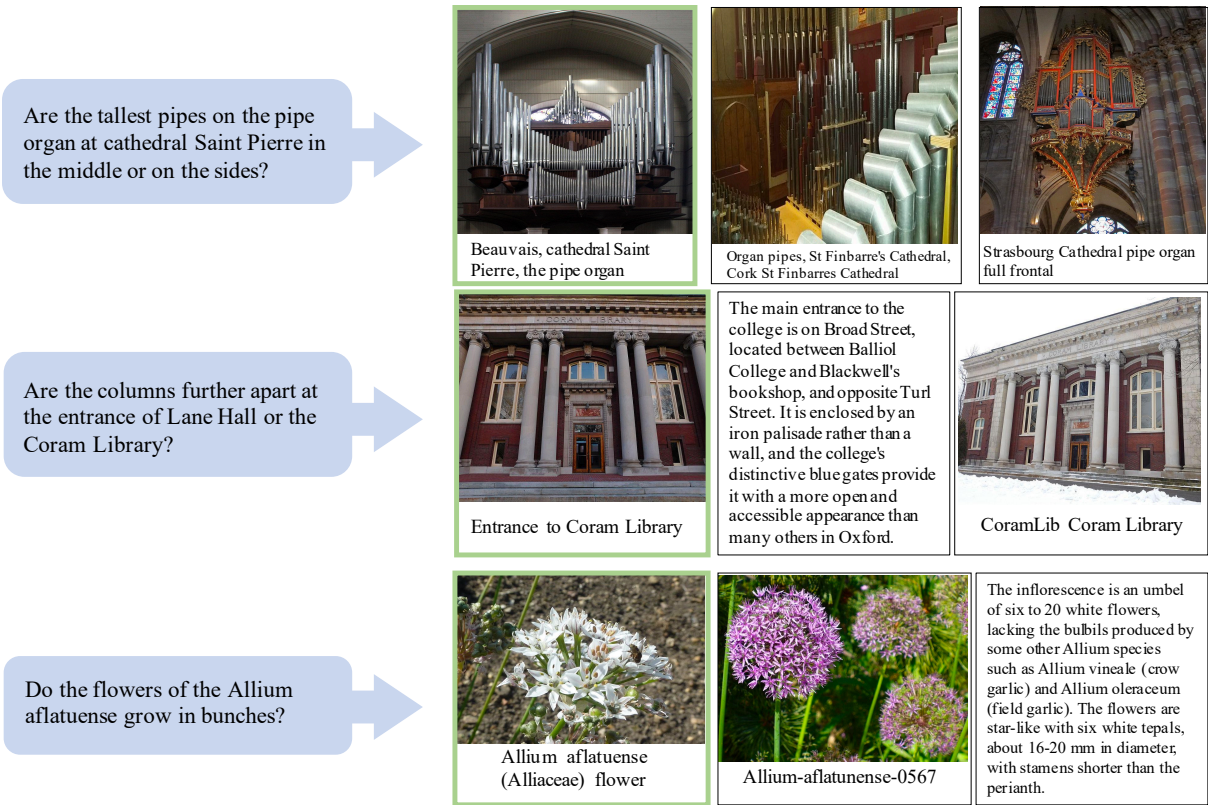 Are the tallest pipes on the pipe
organ at cathedral Saint Pierre in
the middle or on the sides?
Beauvais, cathedral Saint
Pierre, the pipe organ
Organ pipes, St Finbarre's Cathedral,
Cork St Finbarres Cathedral
Strasbourg Cathedral pipe organ
full frontal
Are the columns further apart at
the entrance of Lane Hall or the
Coram Library?
CORAM LIBRARY
Entrance to Coram Library
The main entrance to the
college is on Broad Street,
located between Balliol
College and Blackwell's
bookshop, and opposite Turl
Street. It is enclosed by an
iron palisade rather than a
wall, and the college's
distinctive blue gates provide
it with a more open and
accessible appearance than
many others in Oxford.
CoramLib Coram Library
Do the flowers of the Allium
aflatuense grow in bunches?
Allium aflatuense
(Alliaceae) flower
Allium-aflatunense-0567
The inflorescence is an umbel
of six to 20 white flowers,
lacking the bulbils produced by
some other Allium species
such as Allium vineale (crow
garlic) and Allium oleraceum
(field garlic). The flowers are
star-like with six white tepals,
about 16-20 mm in diameter,
with stamens shorter than the
perianth.